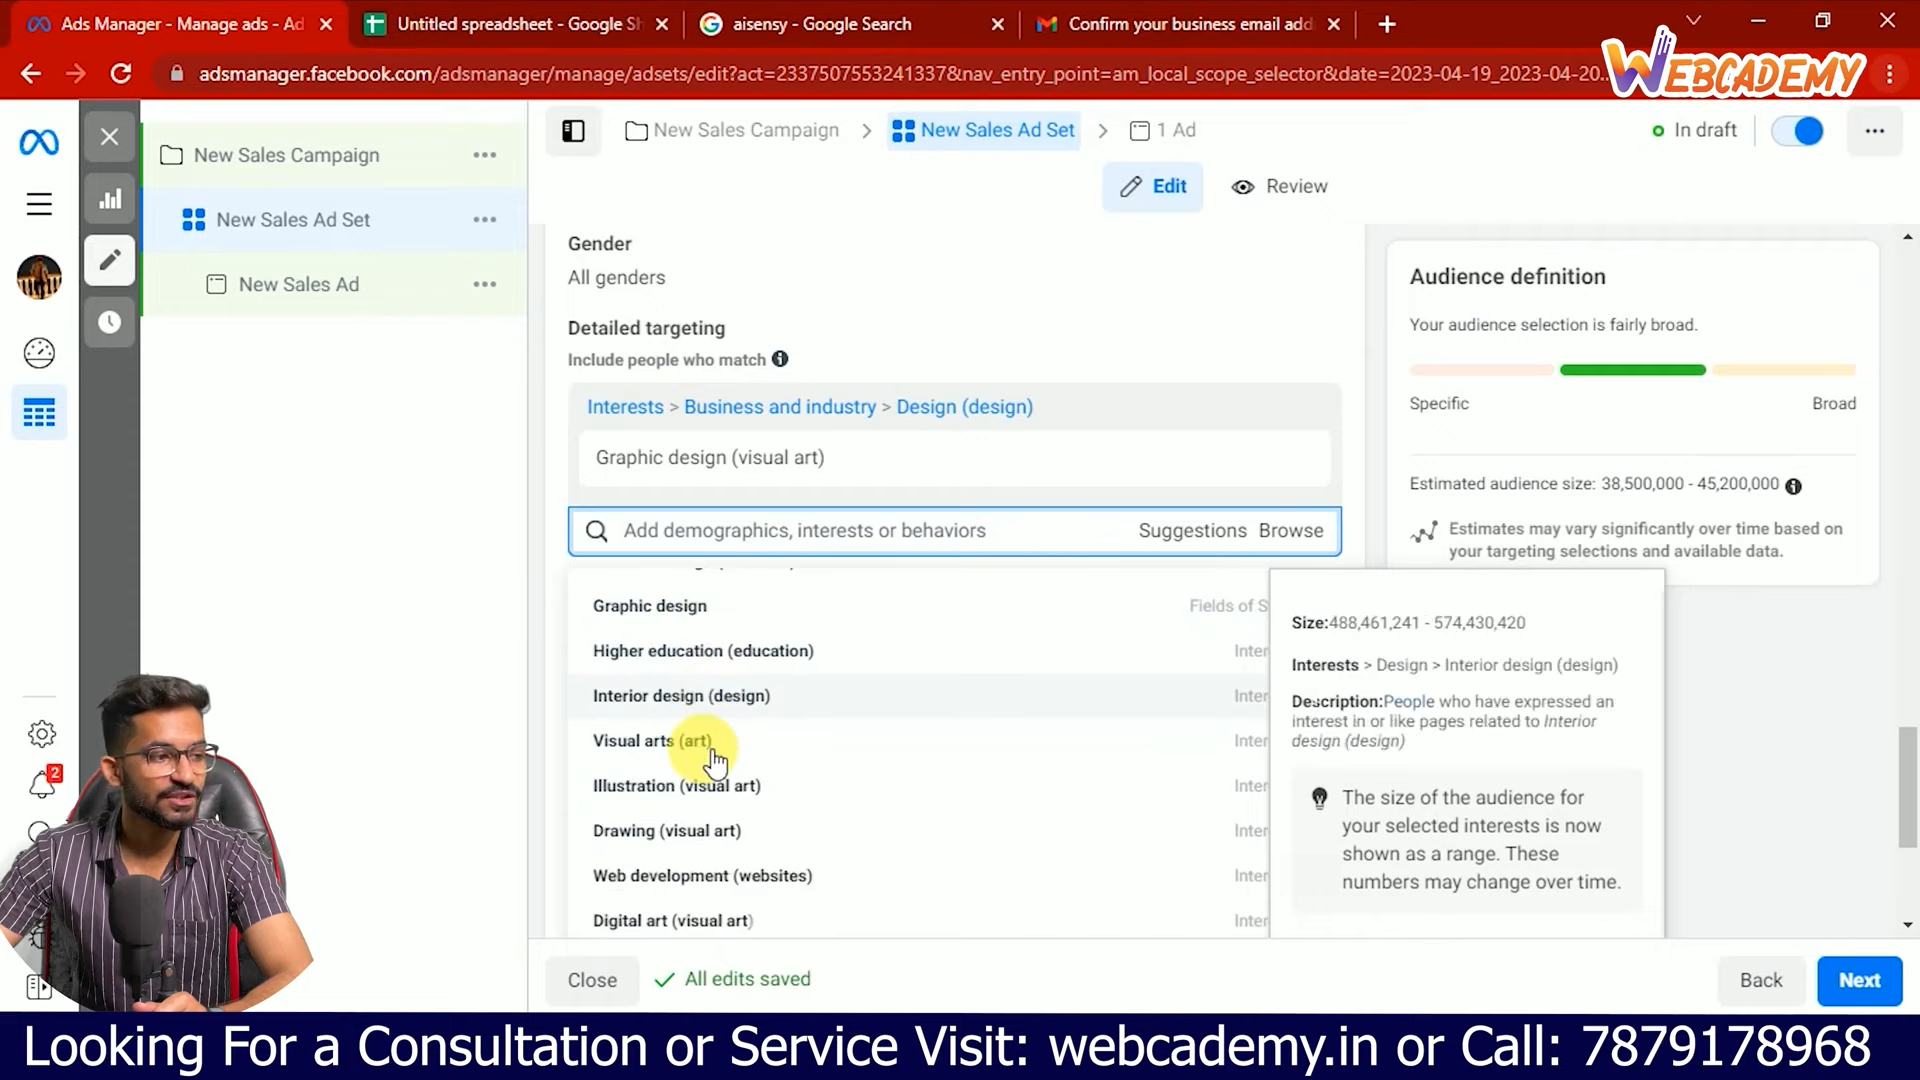 Ads Manager - Manage ads - Ad
Untitled spreadsheet - Google Sh
aisensy - Google Search
Confirm your business email add
adsmanager.facebook.com/adsmanager/manage/adsets/edit?act=2337507553241337&nav_entry_point=am_local_scope_selector&date=2023-04-19_2023-04-20...
WEBCADEMY
New Sales Campaign
New Sales Ad Set
New Sales Ad
2
New Sales Campaign > New Sales Ad Set > 1 Ad
In draft
Edit
Review
Gender
All genders
Detailed targeting
Include people who match
Interests > Business and industry > Design (design)
Graphic design (visual art)
Add demographics, interests or behaviors
Suggestions
Browse
Graphic design
Fields of S
Higher education (education)
Inter
Interior design (design)
Inter
Visual arts (art)
Inter
Illustration (visual art)
Inter
Drawing (visual art)
Inter
Web development (websites)
Inter
Digital art (visual art)
Inter
Audience definition
Your audience selection is fairly broad.
Specific
Broad
Estimated audience size: 38,500,000 - 45,200,000
Estimates may vary significantly over time based on
your targeting selections and available data.
Size:488,461,241 - 574,430,420
Interests > Design > Interior design (design)
Description:People who have expressed an
interest in or like pages related to Interior
design (design)
The size of the audience for
your selected interests is now
shown as a range. These
numbers may change over time.
Close
All edits saved
Back
Next
Looking For a Consultation or Service Visit: webcademy.in or Call: 7879178968